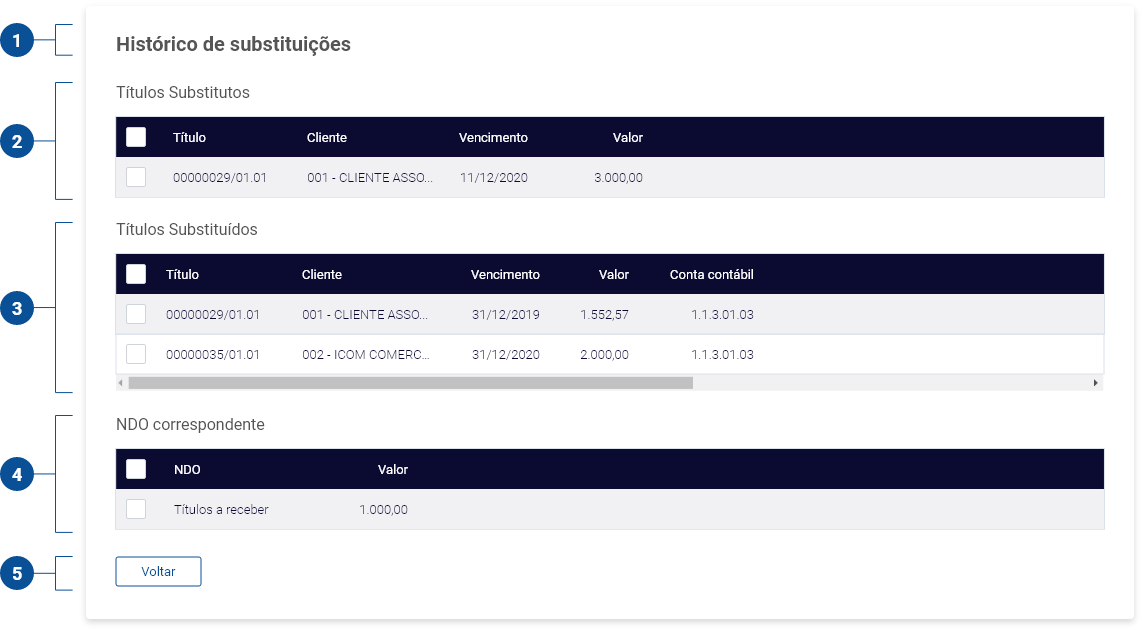 1
Histórico de substituições
2
Títulos Substitutos
Título Cliente Vencimento Valor
00000029/01.01 001 - CLIENTE ASSO... 11/12/2020 3.000,00
3
Títulos Substituídos
Título Cliente Vencimento Valor Conta contábil
00000029/01.01 001 - CLIENTE ASSO... 31/12/2019 1.552,57 1.1.3.01.03
00000035/01.01 002 - ICOM COMERC... 31/12/2020 2.000,00 1.1.3.01.03
4
NDO correspondente
NDO Valor
Títulos a receber 1.000,00
5
Voltar